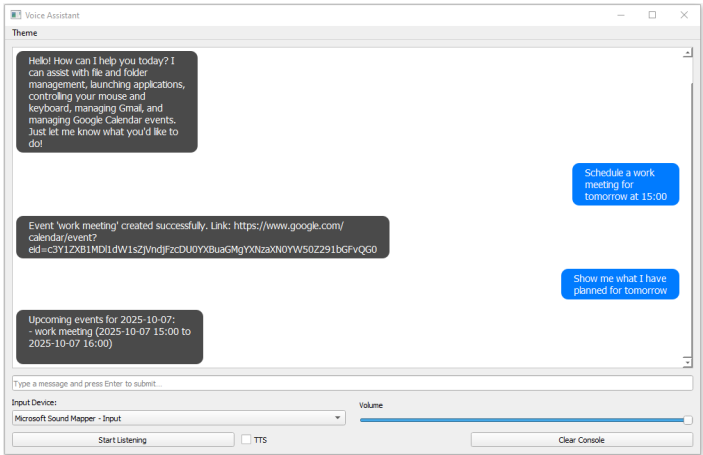 Voice Assistant
Theme
Hello! How can I help you today? I
can assist with file and folder
management, launching applications,
controlling your mouse and
keyboard, managing Gmail, and
managing Google Calendar events.
Just let me know what you'd like to
do!
Schedule a work
meeting for
tomorrow at 15:00
Event 'work meeting' created successfully. Link: https://www.google.com/
calendar/event?
eid=c3Y1ZXB1MDl1dW1sZjVndjFzcDU0YXBuaGMgYXNzaXN0YW50Z291bGFvQG0
Show me what I have
planned for tomorrow
Upcoming events for 2025-10-07:
- work meeting (2025-10-07 15:00 to
2025-10-07 16:00)
Type a message and press Enter to submit...
Input Device:
Volume
Microsoft Sound Mapper - Input
Start Listening
TTS
Clear Console